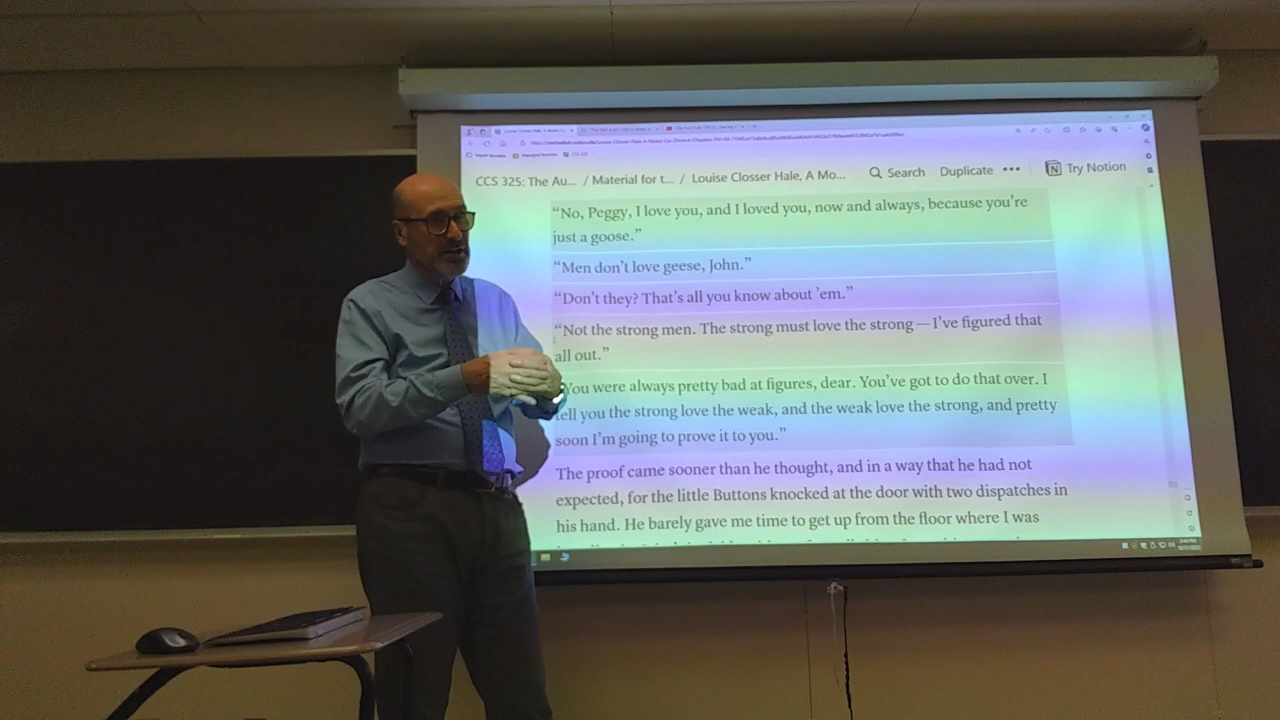 CCS 325: The Au... / Material for t... / Louise Closser Hale, A Mo... Search Duplicate ••• Try Notion
“No, Peggy, I love you, and I loved you, now and always, because you’re
just a goose.”
“Men don’t love geese, John.”
“Don’t they? That’s all you know about ’em.”
“Not the strong men. The strong must love the strong — I’ve figured that
all out.”
You were always pretty bad at figures, dear. You’ve got to do that over. I
tell you the strong love the weak, and the weak love the strong, and pretty
soon I’m going to prove it to you.”
The proof came sooner than he thought, and in a way that he had not
expected, for the little Buttons knocked at the door with two dispatches in
his hand. He barely gave me time to get up from the floor where I was